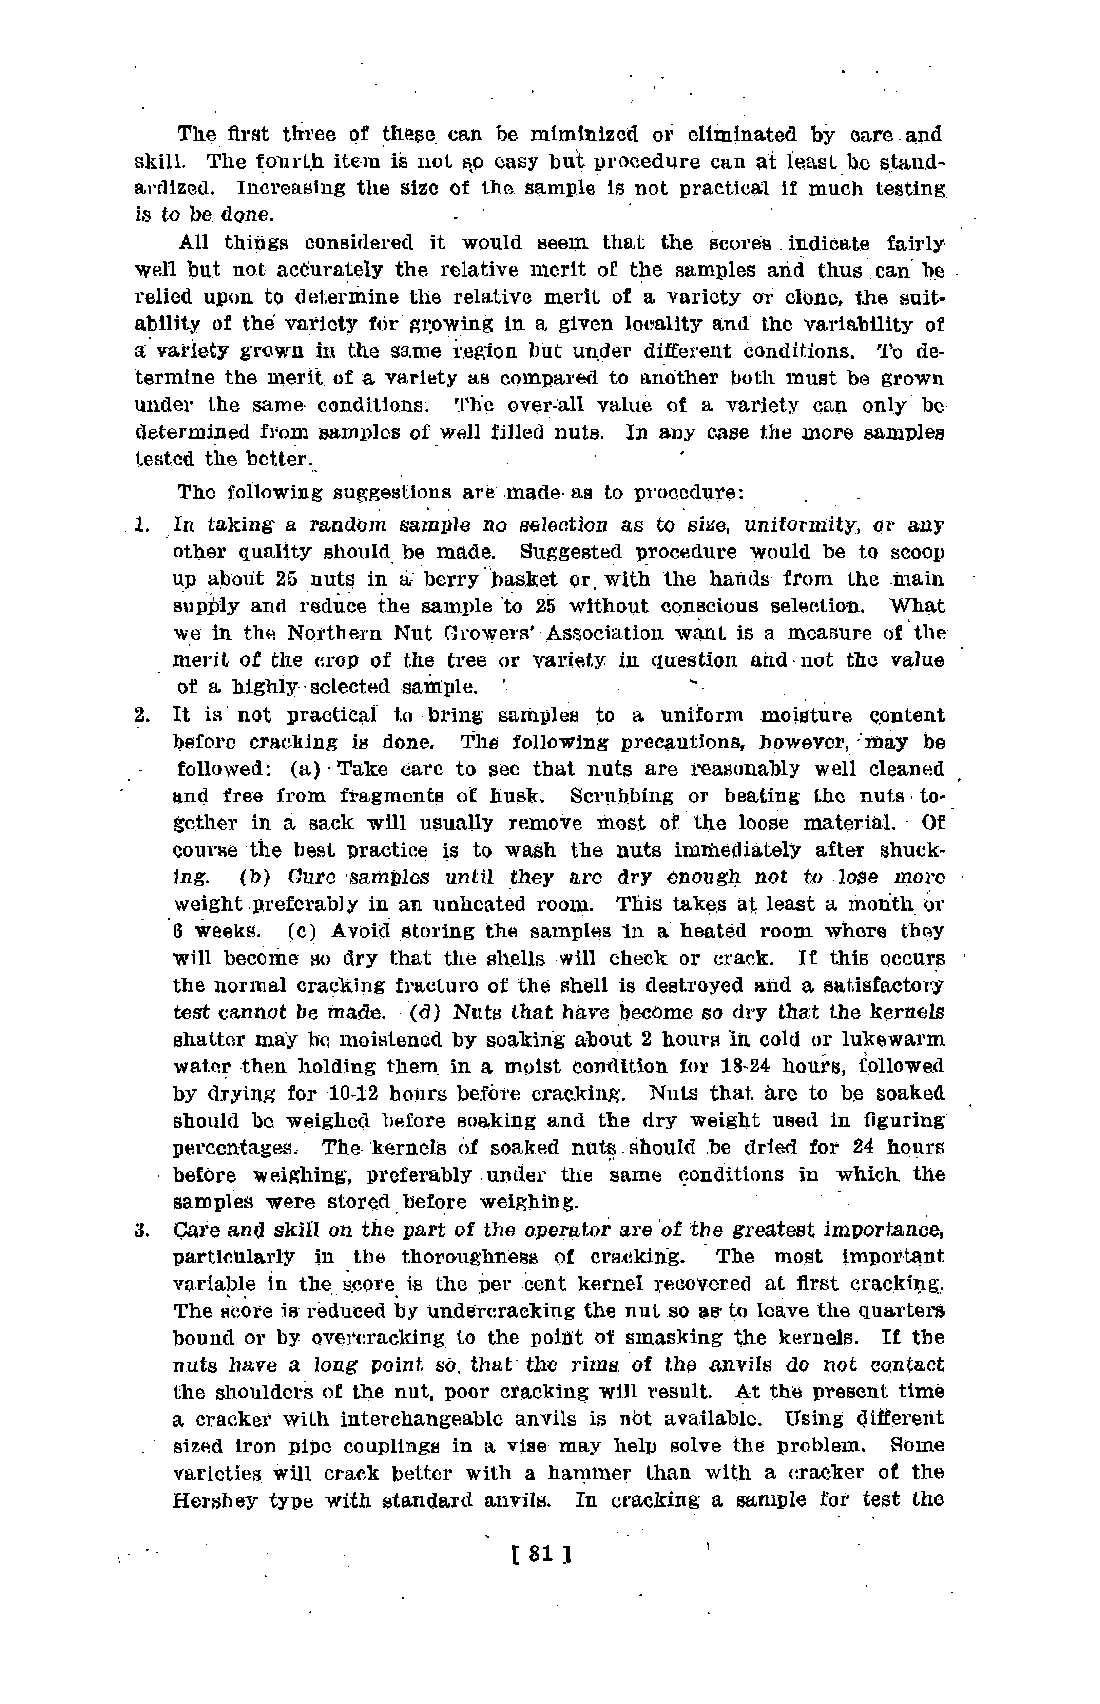 The first three of these can be miminized or eliminated by care and
skill. The fourth item is not so easy but procedure can at least be stand-
ardized. Increasing the size of the sample is not practical if much testing
is to be done.
All things considered it would seem that the scores indicate fairly
well but not accurately the relative merit of the samples and thus can be
relied upon to determine the relative merit of a variety or clone, the suit-
ability of the variety for growing in a given locality and the variability of
a variety grown in the same region but under different conditions. To de-
termine the merit of a variety as compared to another both must be grown
under the same conditions. The over-all value of a variety can only be
determined from samples of well filled nuts. In any case the more samples
tested the better.
The following suggestions are made as to procedure:
1. In taking a random sample no selection as to size, uniformity, or any
other quality should be made. Suggested procedure would be to scoop
up about 25 nuts in a berry basket or with the hands from the main
supply and reduce the sample to 25 without conscious selection. What
we in the Northern Nut Growers' Association want is a measure of the
merit of the crop of the tree or variety in question and not the value
of a highly selected sample.
2. It is not practical to bring samples to a uniform moisture content
before cracking is done. The following precautions, however, may be
followed: (a) Take care to see that nuts are reasonably well cleaned
and free from fragments of husk. Scrubbing or beating the nuts to-
gether in a sack will usually remove most of the loose material. Of
course the best practice is to wash the nuts immediately after shuck-
ing. (b) Cure samples until they are dry enough not to lose more
weight preferably in an unheated room. This takes at least a month or
6 weeks. (c) Avoid storing the samples in a heated room where they
will become so dry that the shells will check or crack. If this occurs
the normal cracking fracture of the shell is destroyed and a satisfactory
test cannot be made. (d) Nuts that have become so dry that the kernels
shatter may be moistened by soaking about 2 hours in cold or lukewarm
water then holding them in a moist condition for 18-24 hours, followed
by drying for 10-12 hours before cracking. Nuts that are to be soaked
should be weighed before soaking and the dry weight used in figuring
percentages. The kernels of soaked nuts should be dried for 24 hours
before weighing, preferably under the same conditions in which the
samples were stored before weighing.
3. Care and skill on the part of the operator are of the greatest importance,
particularly in the thoroughness of cracking. The most important
variable in the score is the per cent kernel recovered at first cracking.
The score is reduced by undercracking the nut so as to leave the quarters
bound or by overcracking to the point of smasking the kernels. If the
nuts have a long point so that the rims of the anvils do not contact
the shoulders of the nut, poor cracking will result. At the present time
a cracker with interchangeable anvils is not available. Using different
sized iron pipe couplings in a vise may help solve the problem. Some
varieties will crack better with a hammer than with a cracker of the
Hershey type with standard anvils. In cracking a sample for test the
[ 81 ]